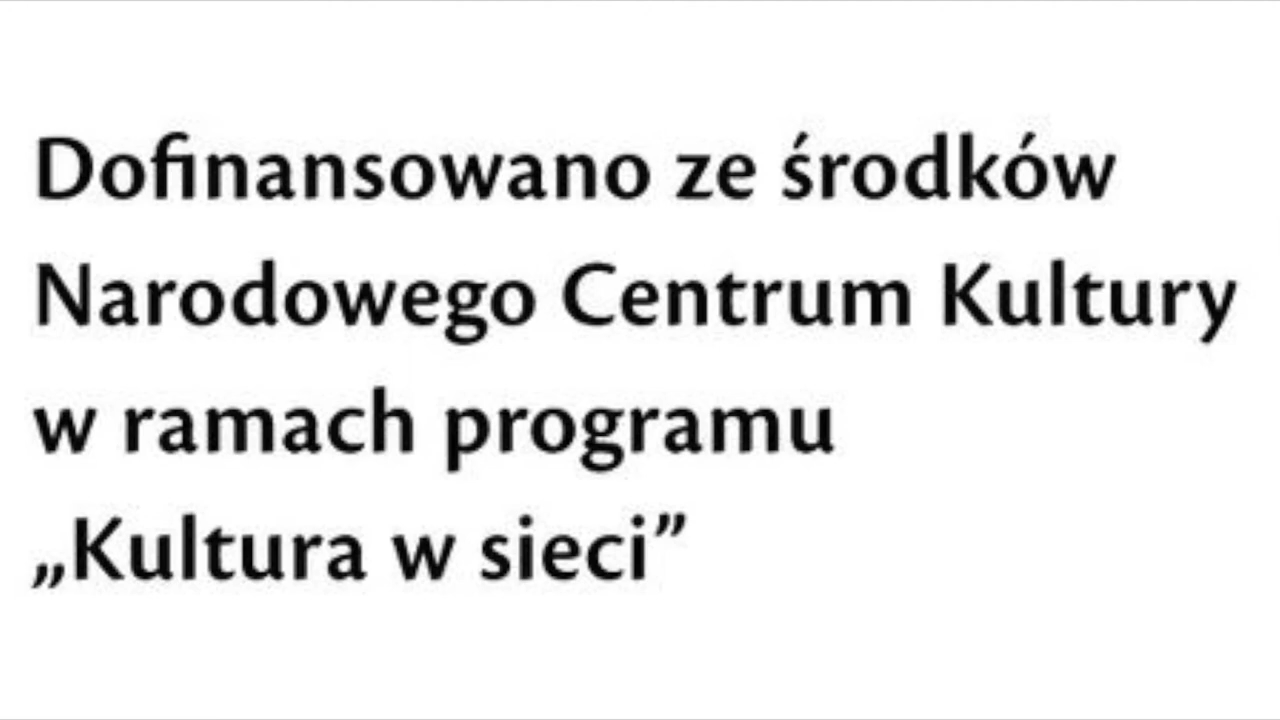 Dofinansowano ze środków
Narodowego Centrum Kultury
w ramach programu
„Kultura w sieci”